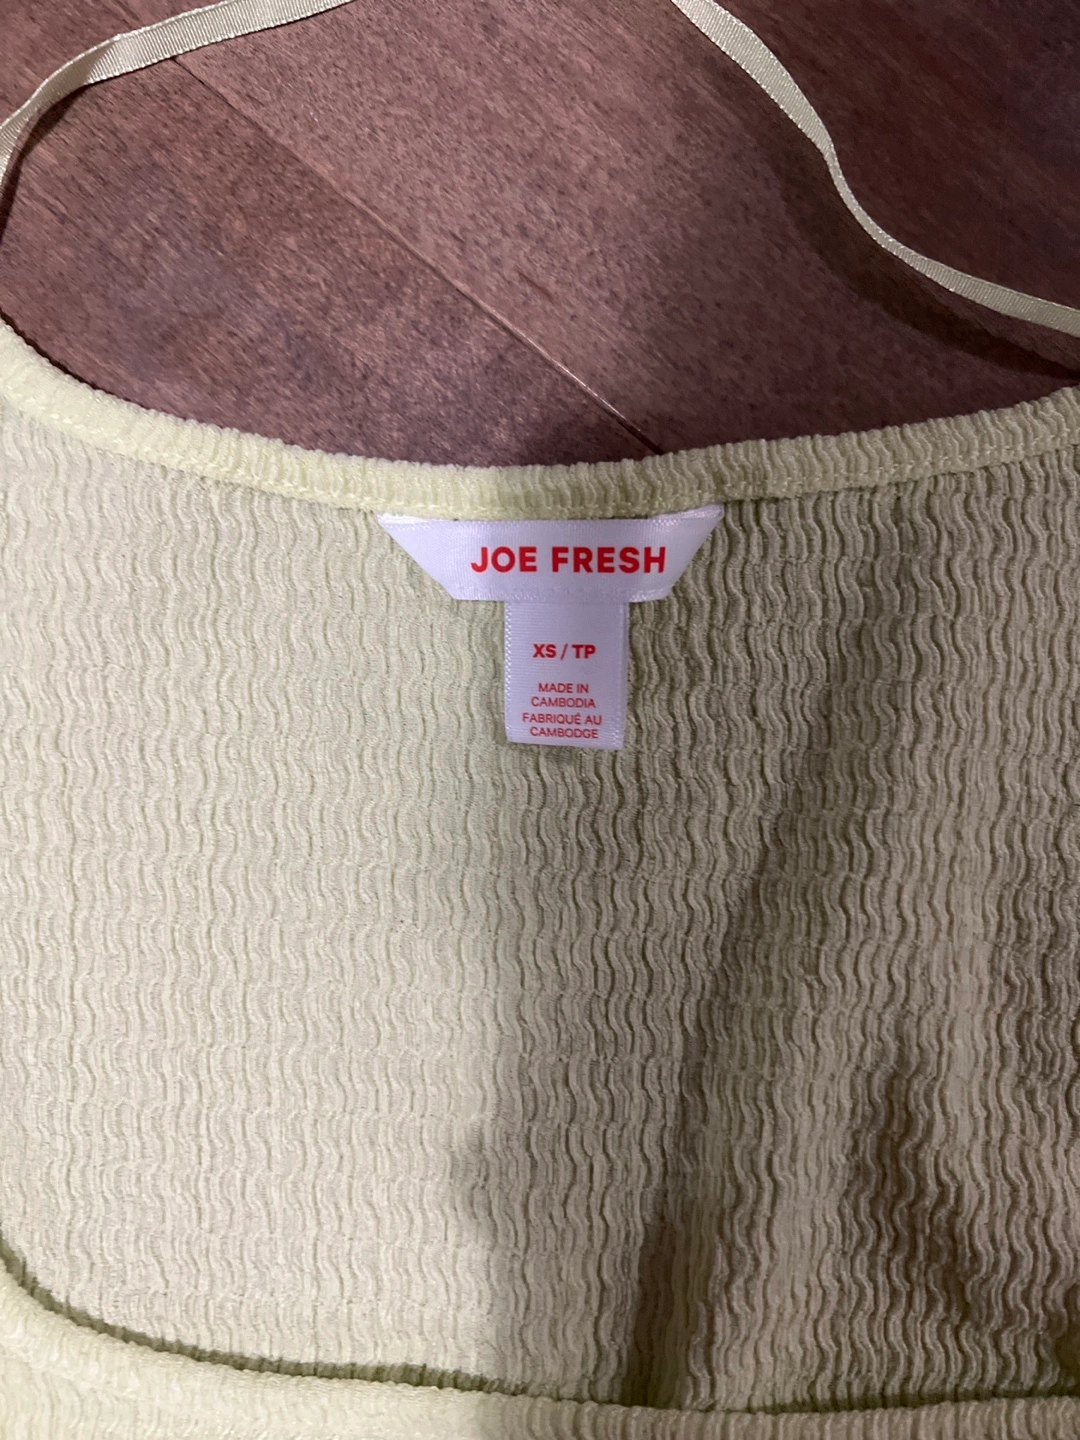 JOE FRESH
XS / TP
MADE IN
CAMBODIA
FABRIQUÉ AU
CAMBODGE